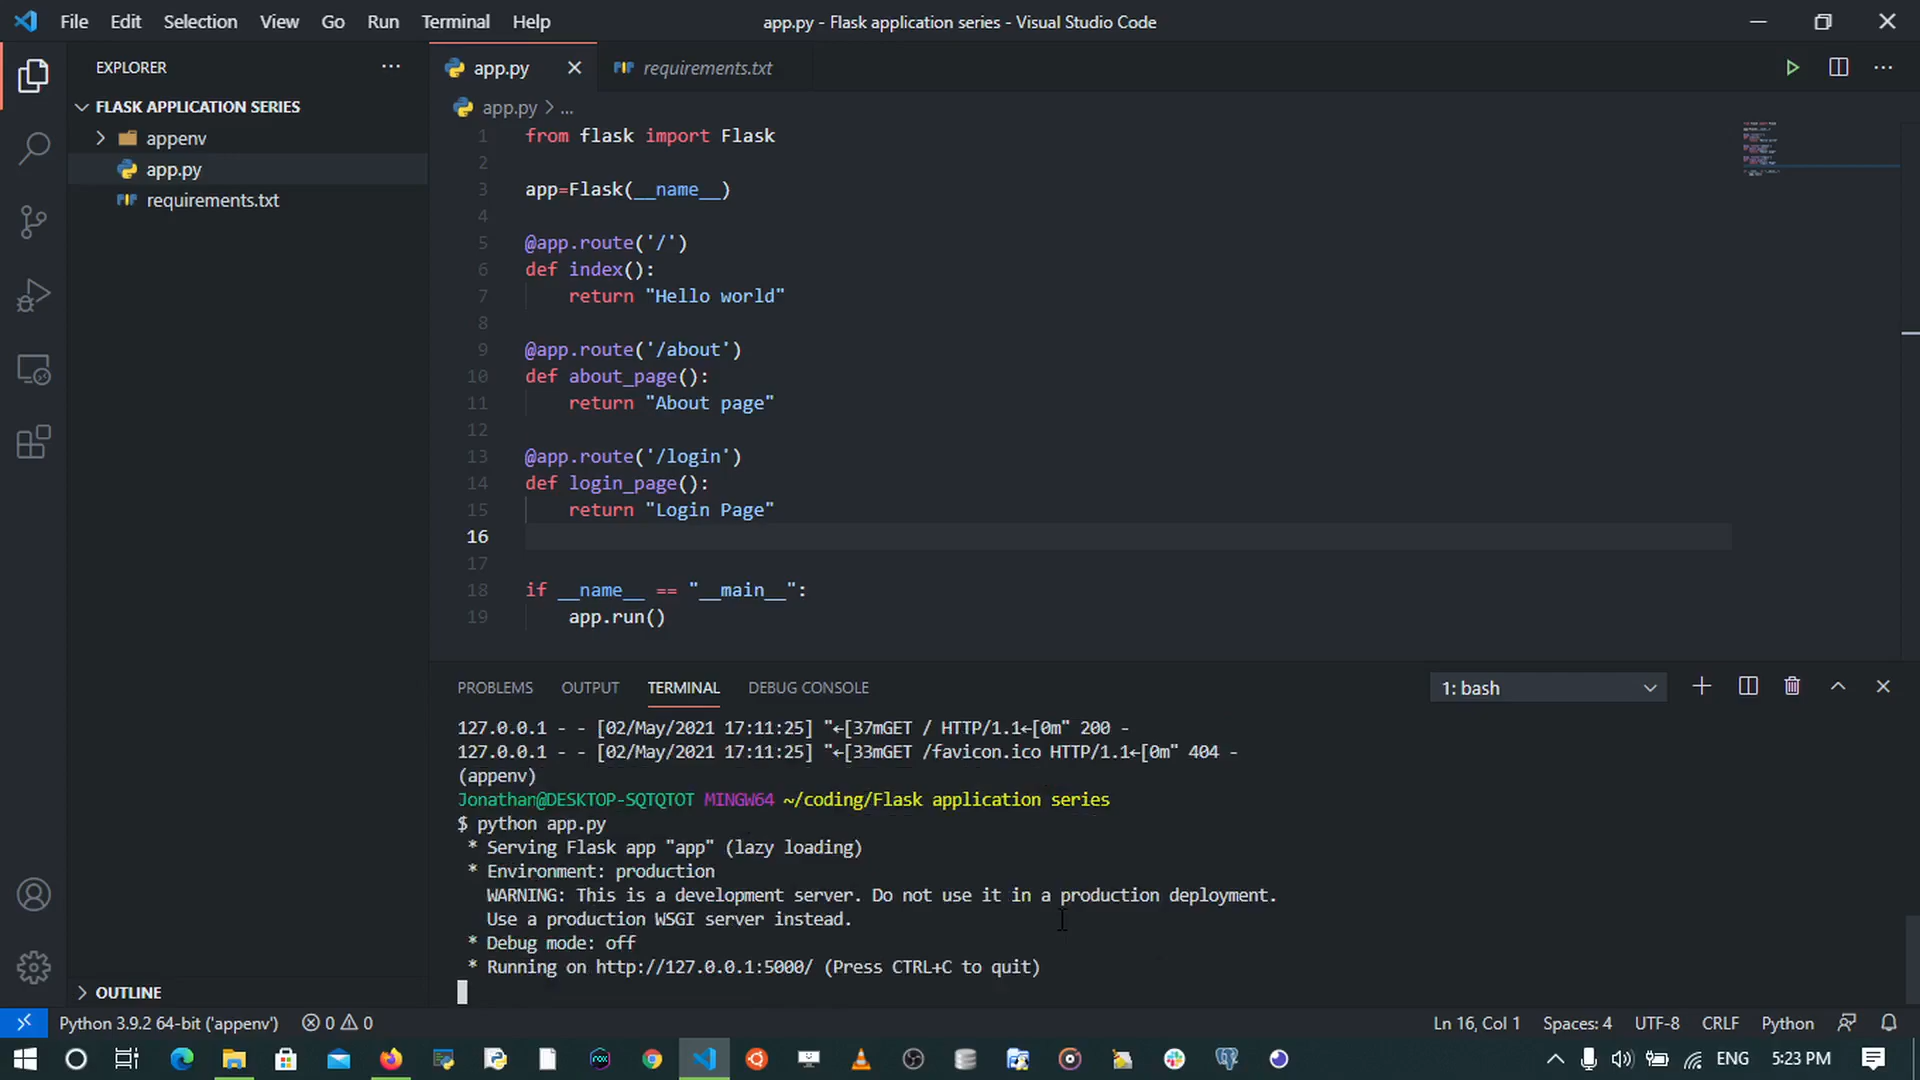 File Edit Selection View Go Run Terminal Help
app.py - Flask application series - Visual Studio Code
EXPLORER
FLASK APPLICATION SERIES
appenv
app.py
requirements.txt
OUTLINE
app.py
requirements.txt
app.py > ...
1 from flask import Flask
2
3 app=Flask(__name__)
4
5 @app.route('/')
6 def index():
7 return "Hello world"
8
9 @app.route('/about')
10 def about_page():
11 return "About page"
12
13 @app.route('/login')
14 def login_page():
15 return "Login Page"
16
17
18 if __name__ == "__main__":
19 app.run()
PROBLEMS OUTPUT TERMINAL DEBUG CONSOLE
1: bash
127.0.0.1 - - [02/May/2021 17:11:25] "←[37mGET / HTTP/1.1←[0m" 200 -
127.0.0.1 - - [02/May/2021 17:11:25] "←[33mGET /favicon.ico HTTP/1.1←[0m" 404 -
(appenv)
Jonathan@DESKTOP-SQTQTOT MINGW64 ~/coding/Flask application series
$ python app.py
* Serving Flask app "app" (lazy loading)
* Environment: production
WARNING: This is a development server. Do not use it in a production deployment.
Use a production WSGI server instead.
* Debug mode: off
* Running on http://127.0.0.1:5000/ (Press CTRL+C to quit)
Python 3.9.2 64-bit ('appenv') 0 0
Ln 16, Col 1 Spaces: 4 UTF-8 CRLF Python
ENG 5:23 PM